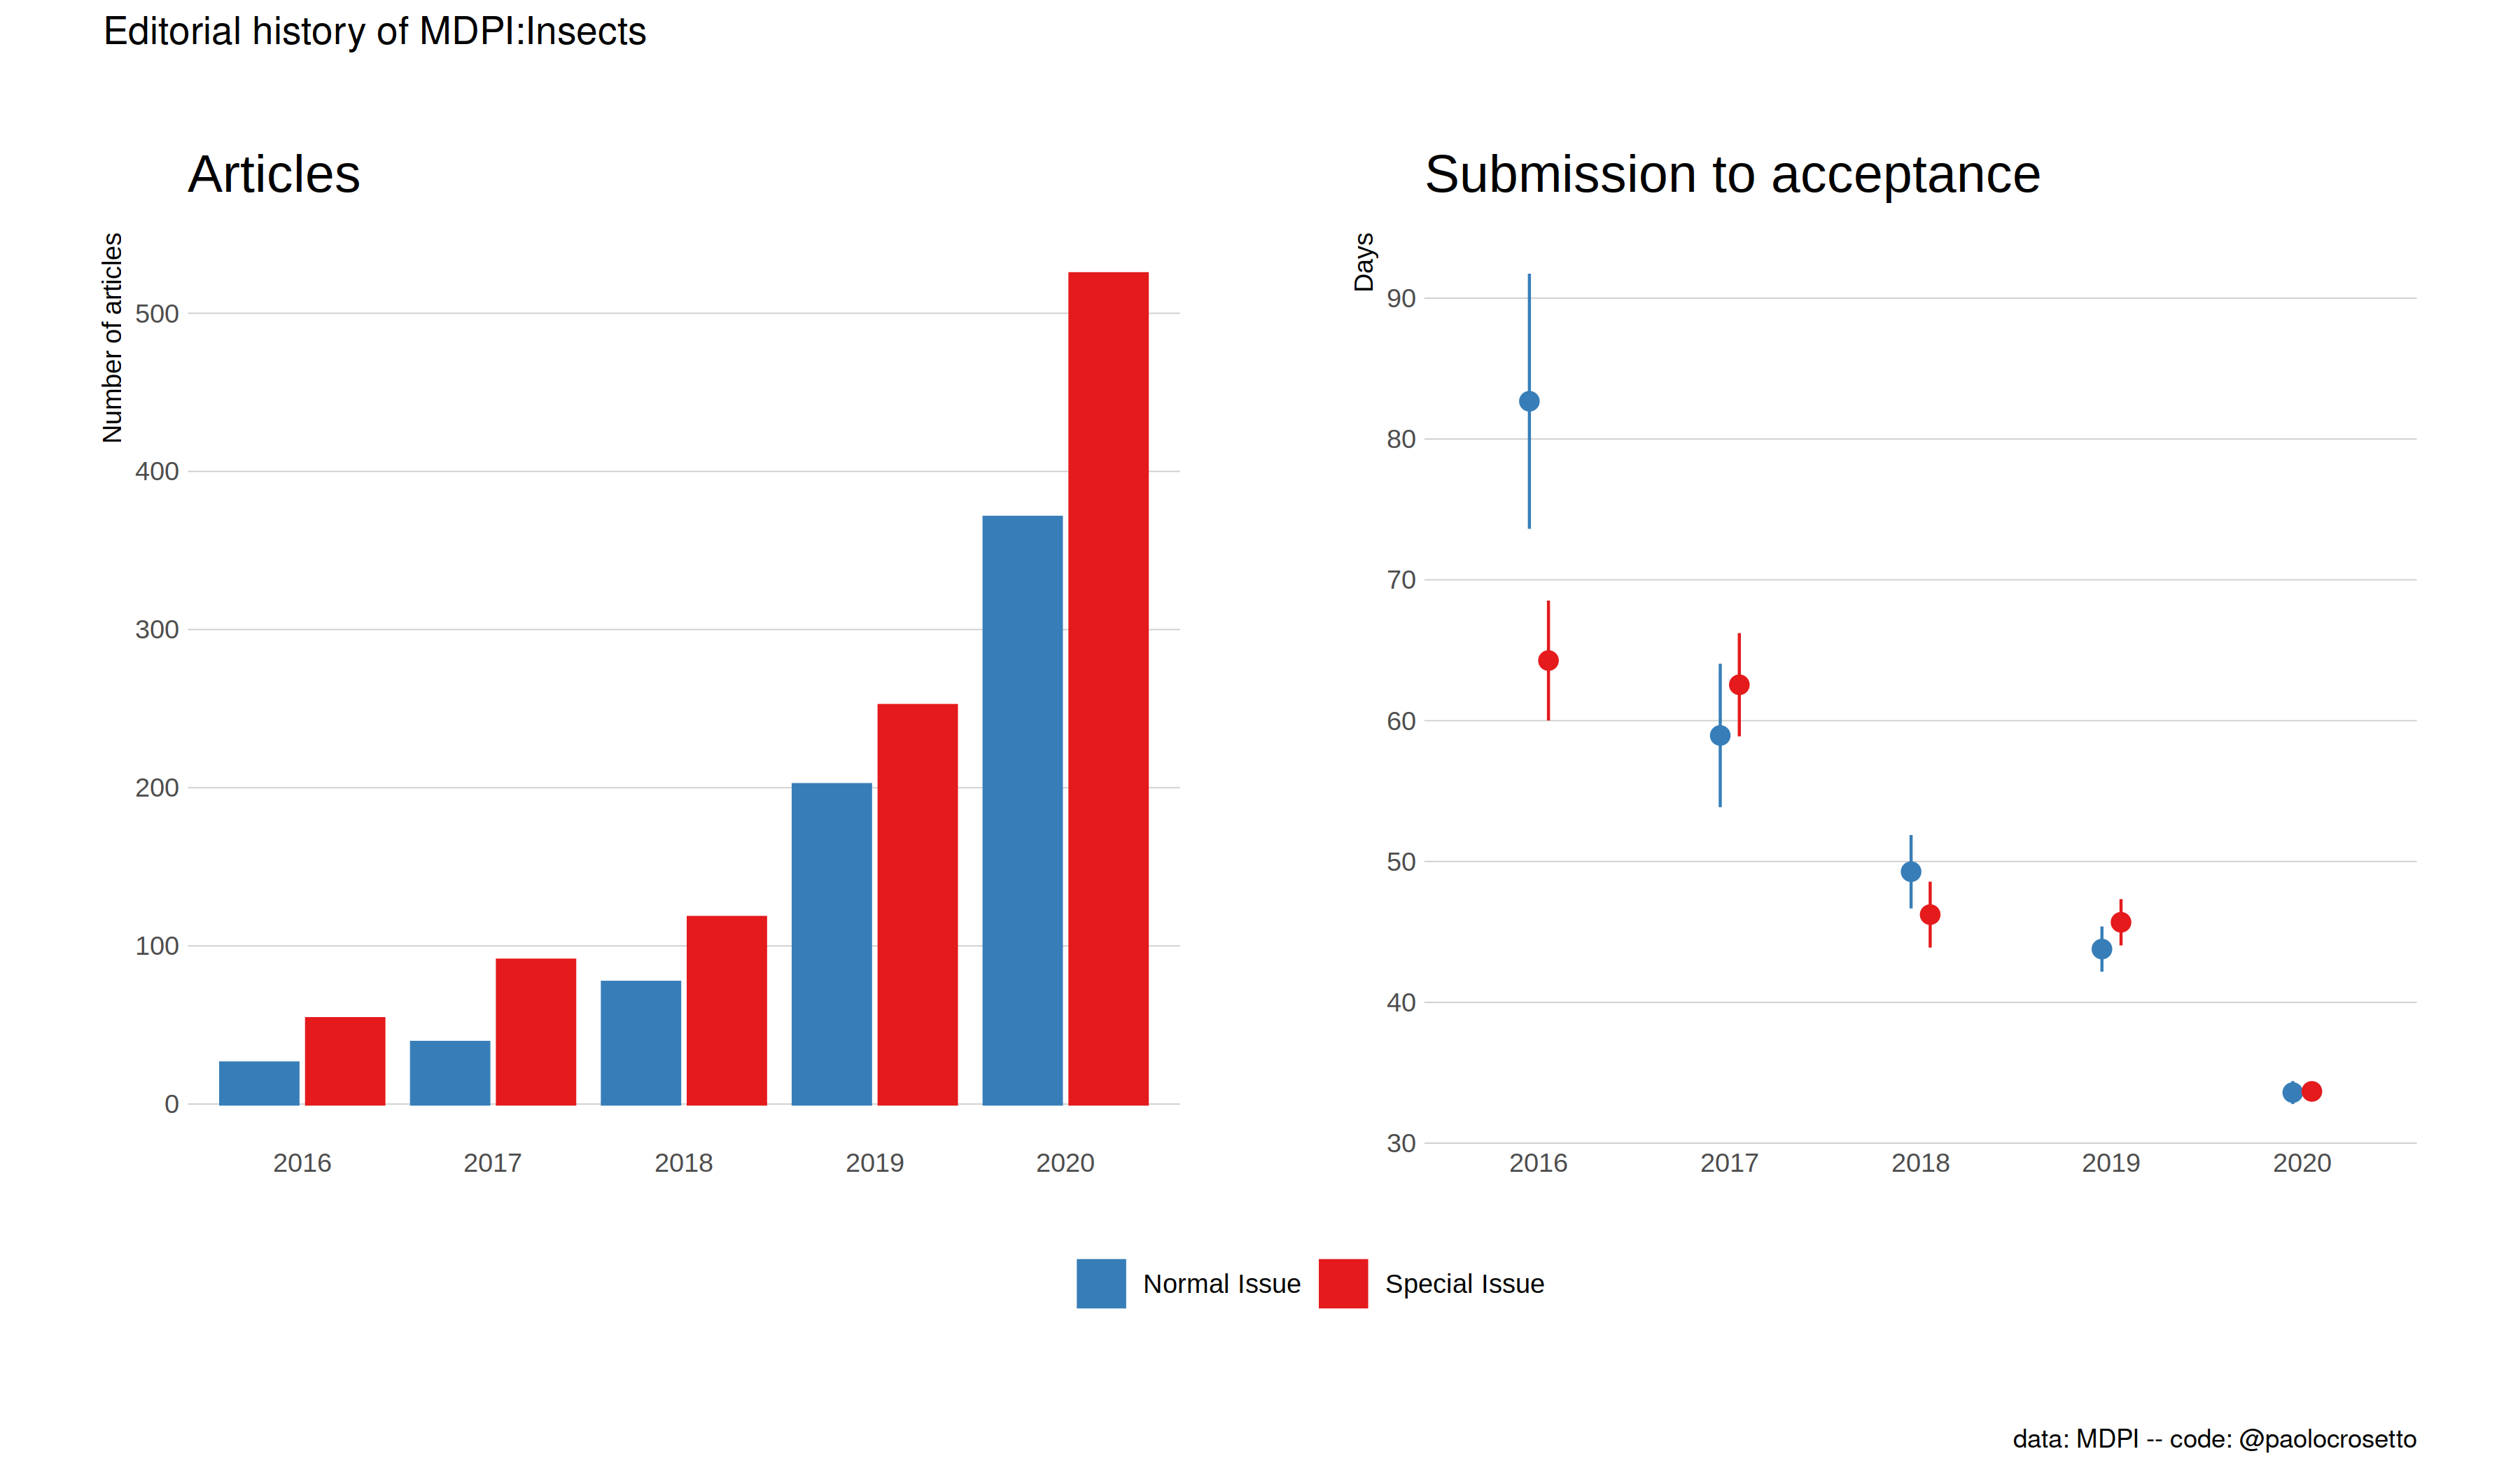 Editorial history of MDPI:Insects
Articles
Number of articles
500
400
300
200
100
0
2016 2017 2018 2019 2020
Submission to acceptance
Days
90
80
70
60
50
40
30
2016 2017 2018 2019 2020
Normal Issue Special Issue
data: MDPI -- code: @paolocrosetto